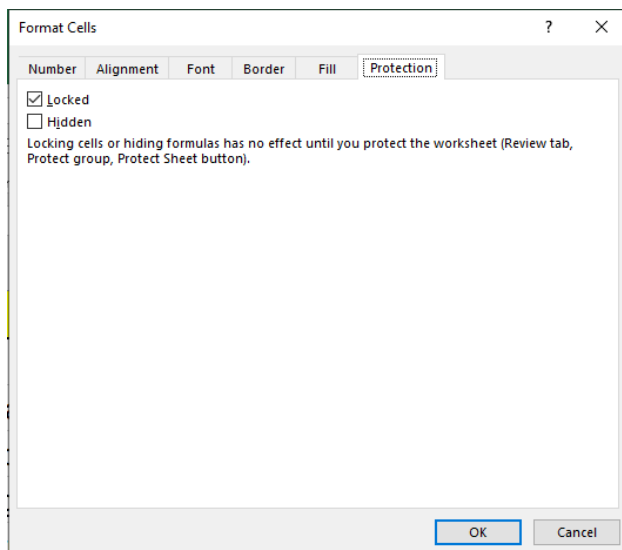 Format Cells ?
Number Alignment Font Border Fill Protection
Locked
Hidden
Locking cells or hiding formulas has no effect until you protect the worksheet (Review tab,
Protect group, Protect Sheet button).
OK Cancel